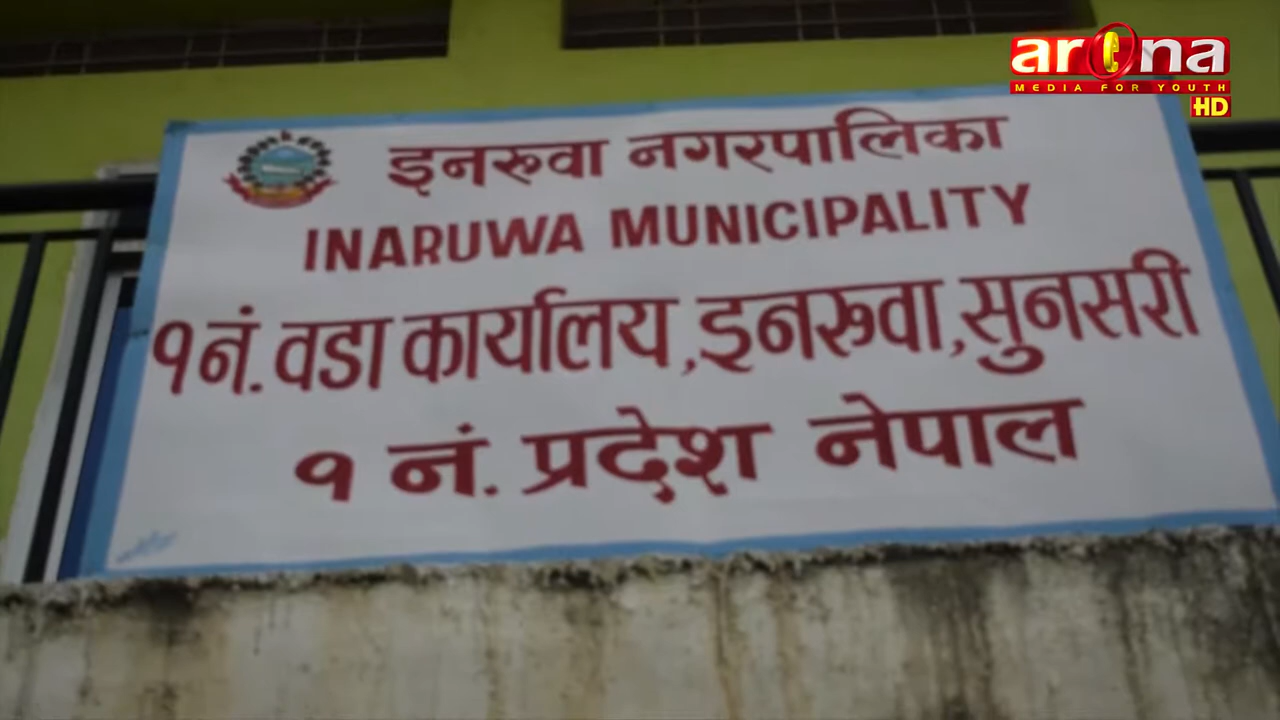 इनरुवा नगरपालिका
INARUWA MUNICIPALITY
१ नं. वडा कार्यालय, इनरुवा, सुनसरी
१ नं. प्रदेश नेपाल
arena
MEDIA FOR YOUTH
HD